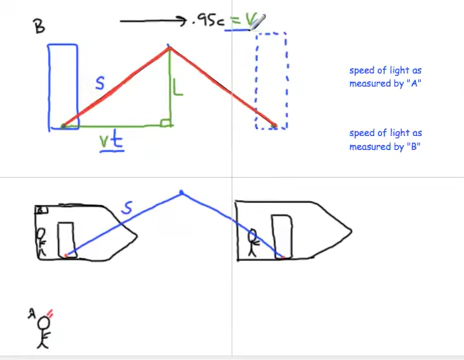 B
.95c = v
S
L
speed of light as
measured by "A"
vt
speed of light as
measured by "B"
S
A